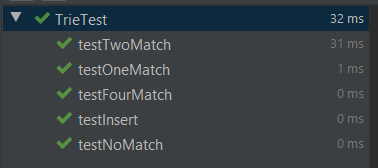 TrieTest 32 ms
testTwoMatch 31 ms
testOneMatch 1 ms
testFourMatch 0 ms
testInsert 0 ms
testNoMatch 0 ms